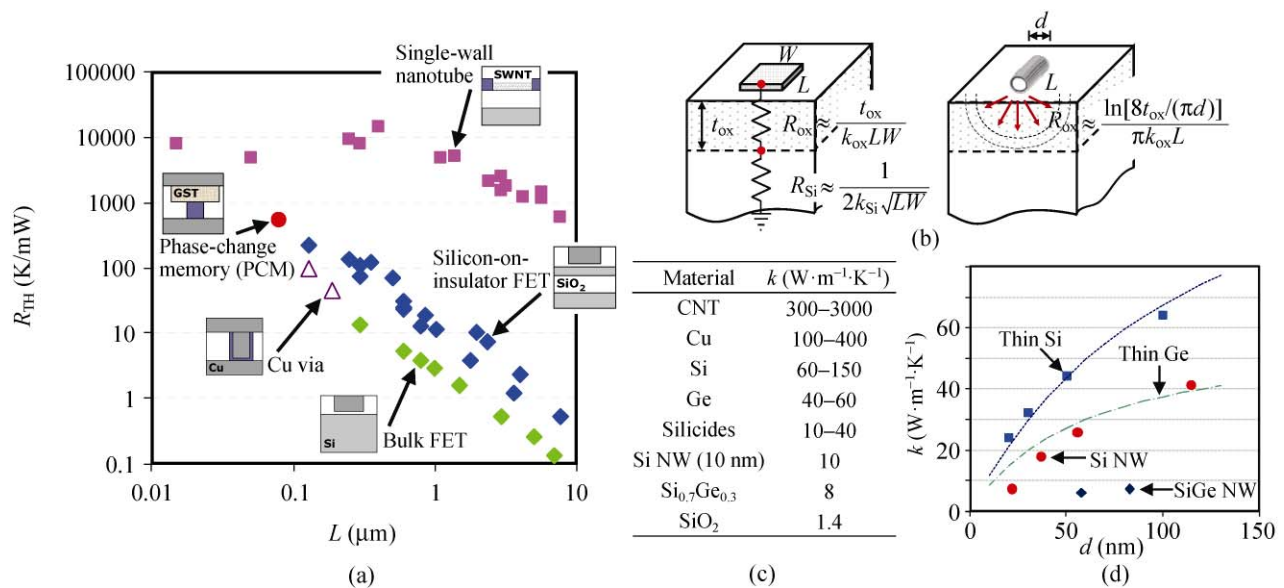 100000
10000
1000
100
10
1
0.1
R_TH (K/mW)
0.01
0.1
1
10
L (μm)
Single-wall
nanotube
SWNT
GST
Phase-change
memory (PCM)
Silicon-on-
insulator FET
SiO₂
Cu
Cu via
Si
Bulk FET
(a)
W
L
t_ox
R_ox ≈ t_ox / k_ox LW
R_Si ≈ 1 / 2k_Si √LW
d
L
R_ox ≈ ln[8t_ox/(πd)] / πk_ox L
(b)
Material k (W·m⁻¹·K⁻¹)
CNT 300–3000
Cu 100–400
Si 60–150
Ge 40–60
Silicides 10–40
Si NW (10 nm) 10
Si₀.₇Ge₀.₃ 8
SiO₂ 1.4
(c)
k (W·m⁻¹·K⁻¹)
60
40
20
0
0
50
100
150
d (nm)
Thin Si
Thin Ge
Si NW
SiGe NW
(d)